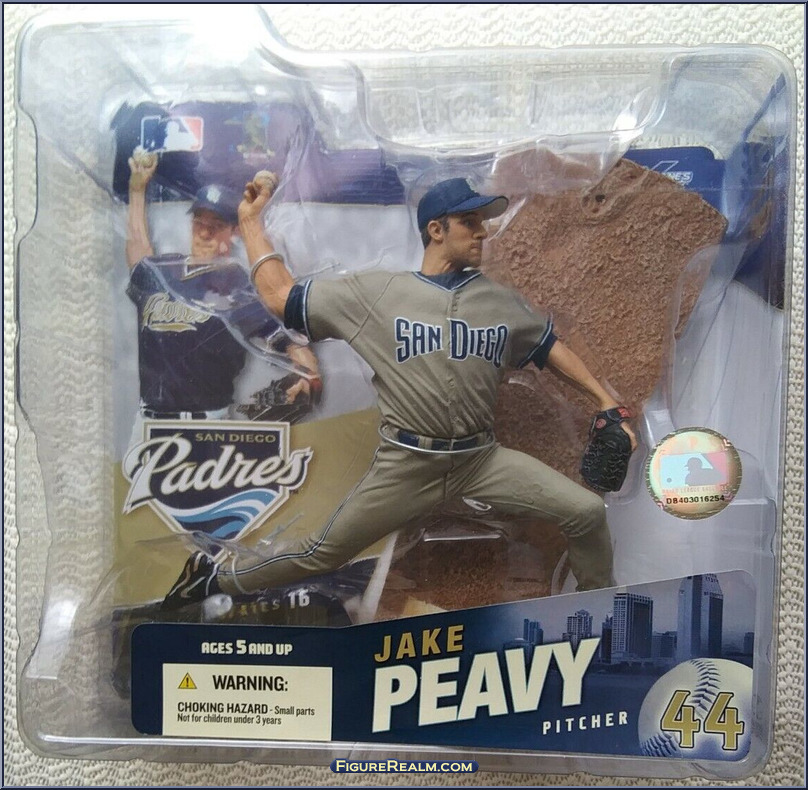 SAN DIEGO
SAN DIEGO
Padres
DB403016254
SERIES 16
AGES 5 AND UP
WARNING:
CHOKING HAZARD - Small parts
Not for children under 3 years
JAKE
PEAVY
PITCHER
44
FIGUREREALM.COM